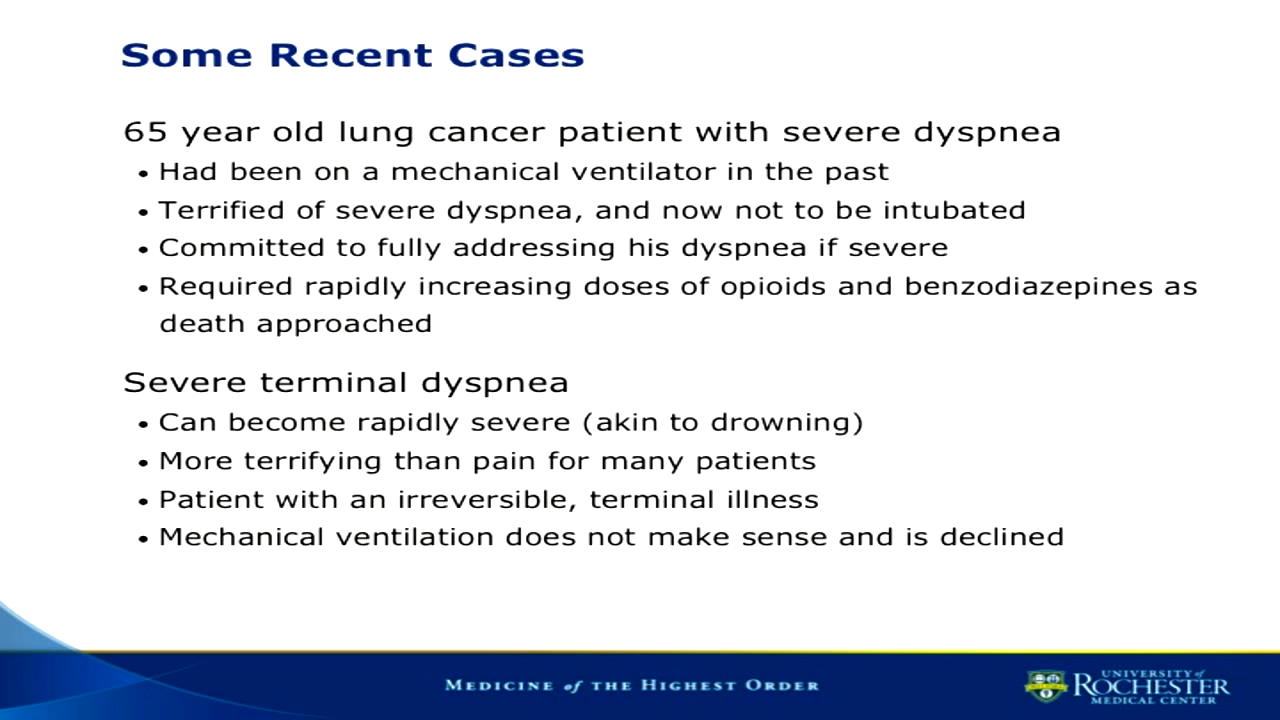 Some Recent Cases
65 year old lung cancer patient with severe dyspnea
• Had been on a mechanical ventilator in the past
• Terrified of severe dyspnea, and now not to be intubated
• Committed to fully addressing his dyspnea if severe
• Required rapidly increasing doses of opioids and benzodiazepines as
death approached
Severe terminal dyspnea
• Can become rapidly severe (akin to drowning)
• More terrifying than pain for many patients
• Patient with an irreversible, terminal illness
• Mechanical ventilation does not make sense and is declined
MEDICINE of THE HIGHEST ORDER
UNIVERSITY of
ROCHESTER
MEDICAL CENTER